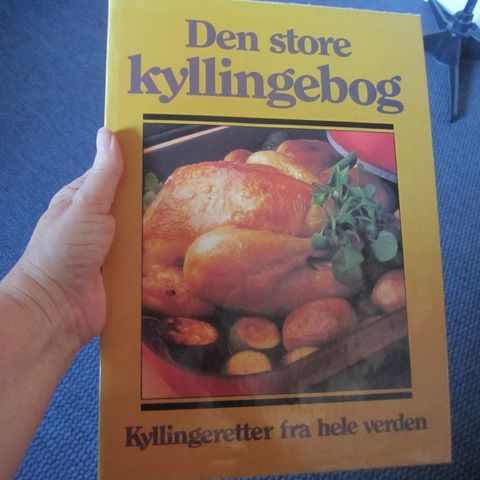 Den store
kyllingebog
Kyllingeretter fra hele verden